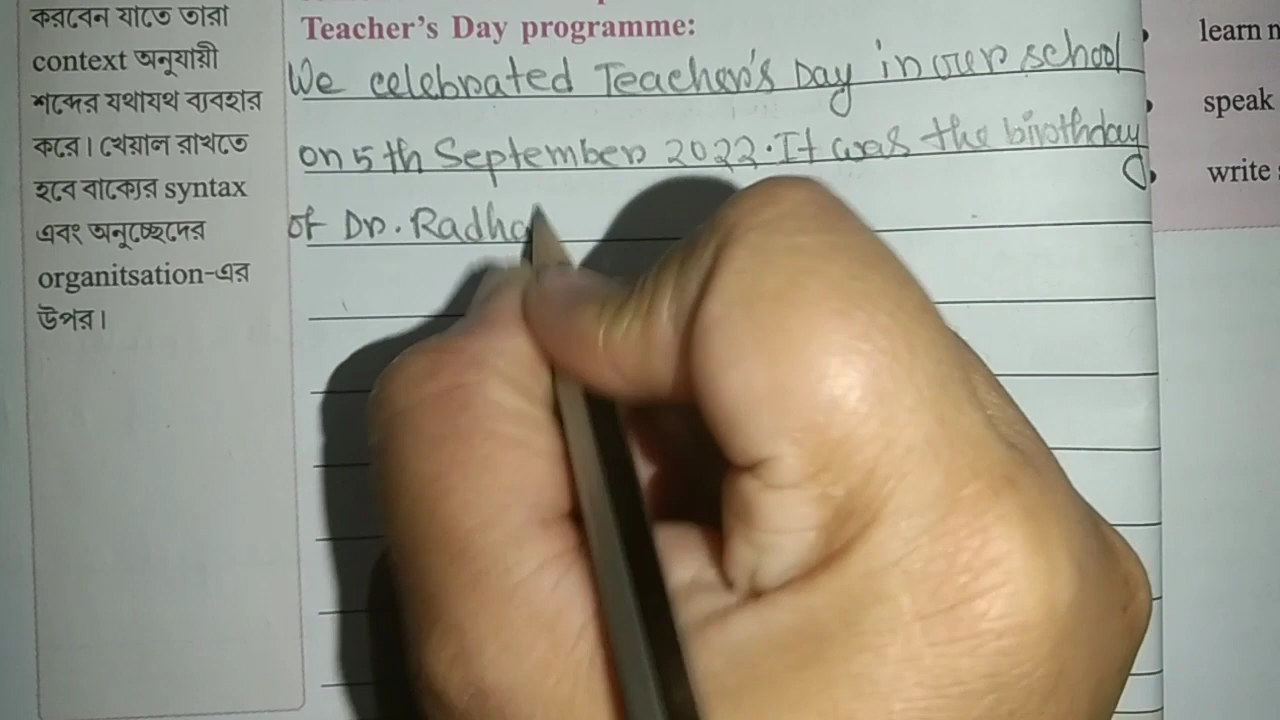 করবেন যাতে তারা
context অনুযায়ী
শব্দের যথাযথ ব্যবহার
করে। খেয়াল রাখতে
হবে বাক্যের syntax
এবং অনুচ্ছেদের
organitsation-এর
উপর।
Teacher's Day programme:
We celebrated Teacher's Day in our school
on 5th September 2022. It was the birthday
of Dr. Radha
learn
speak
write